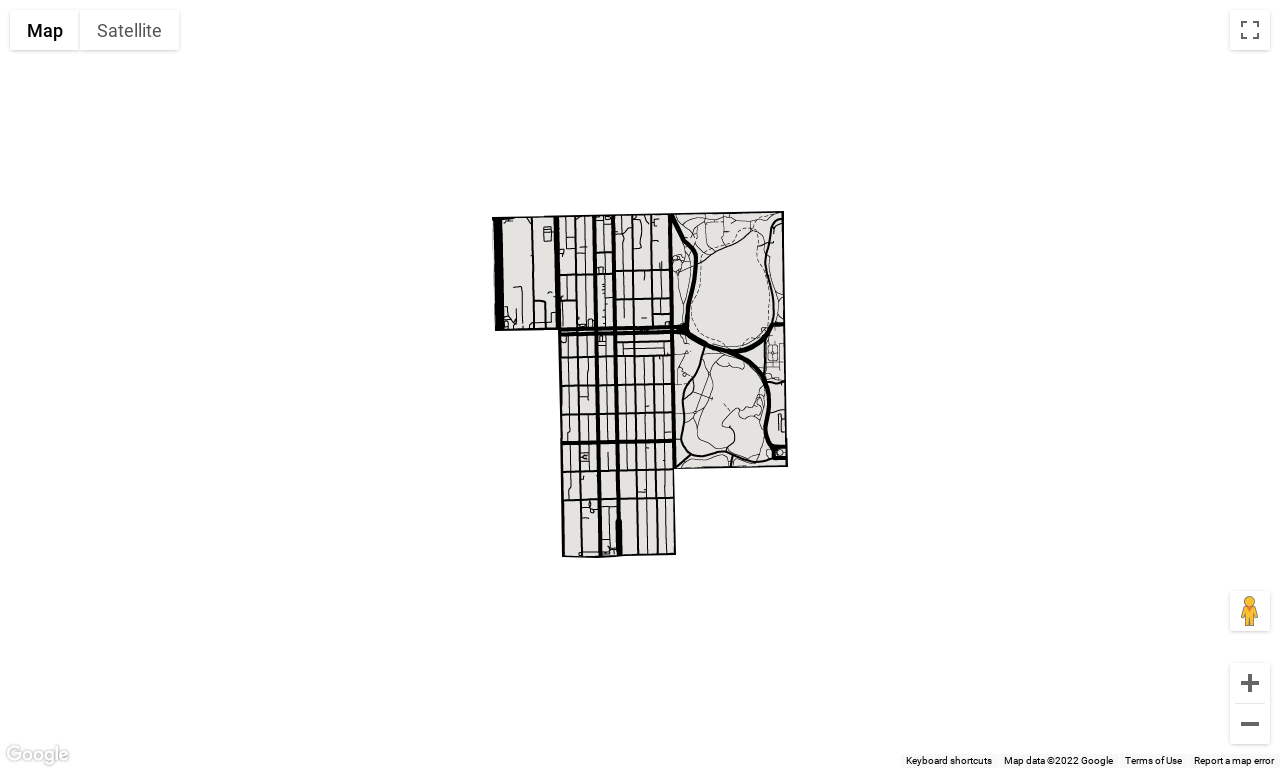 Map
Satellite
Google
Keyboard shortcuts
Map data ©2022 Google
Terms of Use
Report a map error